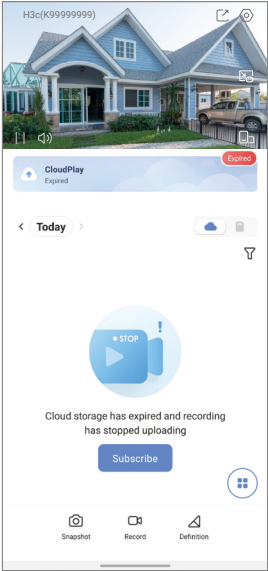 H3c(K99999999)
Expired
CloudPlay
Expired
Today
STOP
Cloud storage has expired and recording
has stopped uploading
Subscribe
Snapshot
Record
Definition